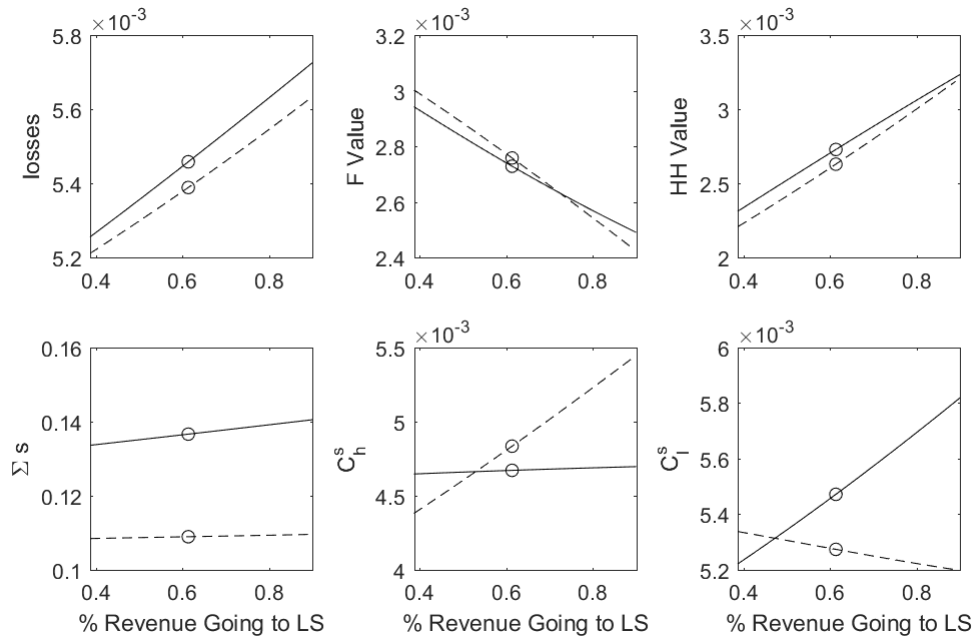 ×10^-3
5.8
5.6
5.4
5.2
losses
0.4 0.6 0.8
×10^-3
3.2
3
2.8
2.6
2.4
F Value
0.4 0.6 0.8
×10^-3
3.5
3
2.5
2
HH Value
0.4 0.6 0.8
0.16
0.14
0.12
0.1
Σ s
0.4 0.6 0.8
% Revenue Going to LS
×10^-3
5.5
5
4.5
4
C_h^s
0.4 0.6 0.8
% Revenue Going to LS
×10^-3
6
5.8
5.6
5.4
5.2
C_l^s
0.4 0.6 0.8
% Revenue Going to LS